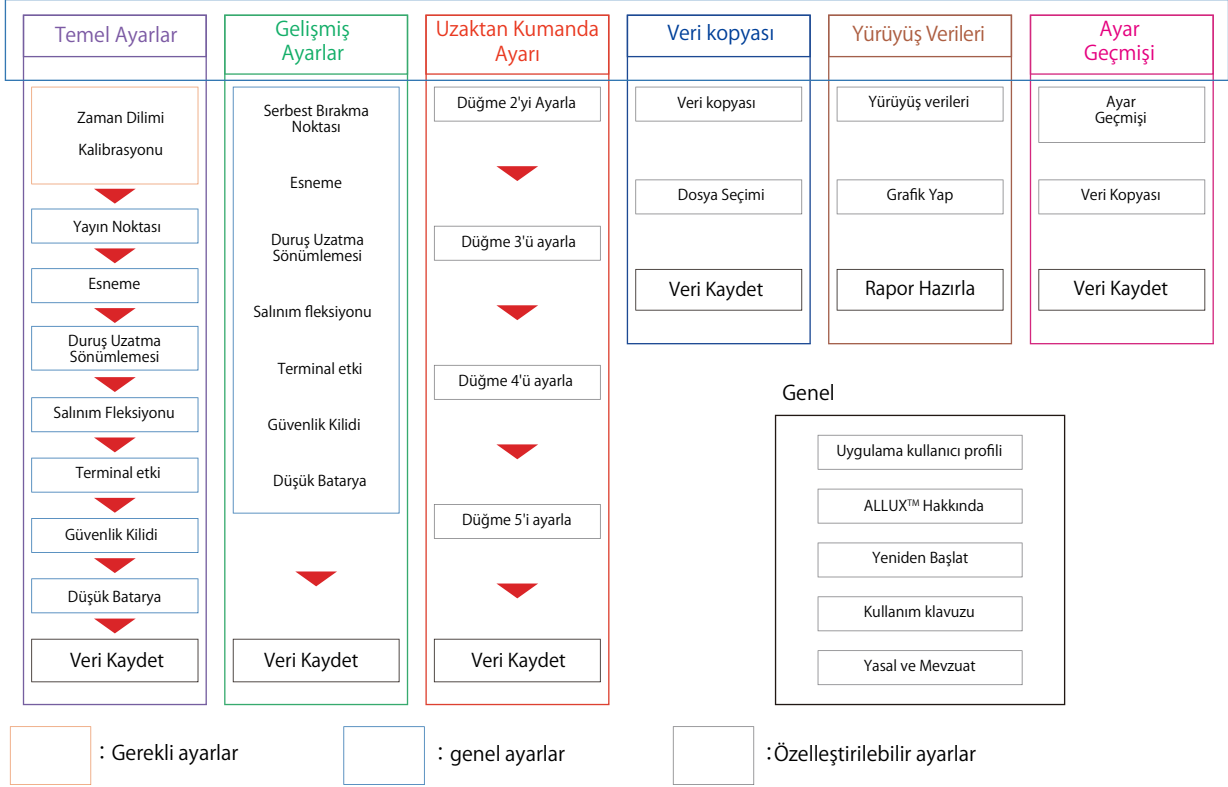 Temel Ayarlar
Zaman Dilimi
Kalibrasyonu
Yayın Noktası
Esneme
Duruş Uzatma
Sönümlemesi
Salınım Fleksiyonu
Terminal etki
Güvenlik Kilidi
Düşük Batarya
Veri Kaydet
Gelişmiş
Ayarlar
Serbest Bırakma
Noktası
Esneme
Duruş Uzatma
Sönümlemesi
Salınım fleksiyonu
Terminal etki
Güvenlik Kilidi
Düşük Batarya
Veri Kaydet
Uzaktan Kumanda
Ayarı
Düğme 2'yi Ayarla
Düğme 3'ü ayarla
Düğme 4'ü ayarla
Düğme 5'i ayarla
Veri Kaydet
Veri kopyası
Veri kopyası
Dosya Seçimi
Veri Kaydet
Yürüyüş Verileri
Yürüyüş verileri
Grafik Yap
Rapor Hazırla
Ayar
Geçmişi
Ayar
Geçmişi
Veri Kopyası
Veri Kaydet
Genel
Uygulama kullanıcı profili
ALLUX™ Hakkında
Yeniden Başlat
Kullanım klavuzu
Yasal ve Mevzuat
: Gerekli ayarlar
: genel ayarlar
:Özelleştirilebilir ayarlar